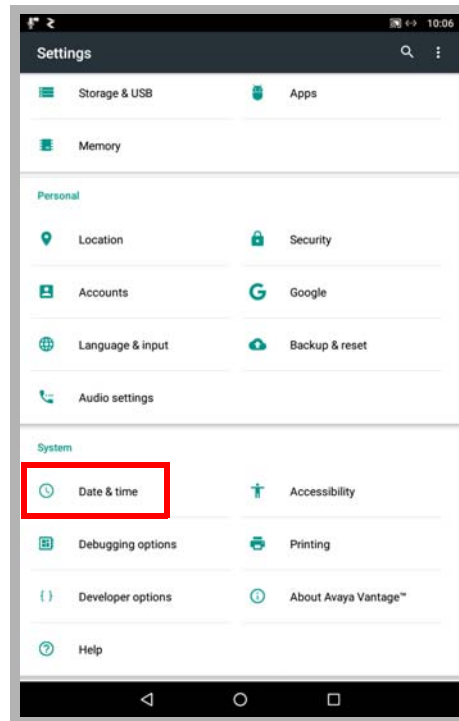 10:06
Settings
Storage & USB Apps
Memory
Personal
Location Security
Accounts Google
Language & input Backup & reset
Audio settings
System
Date & time Accessibility
Debugging options Printing
{ } Developer options About Avaya Vantage™
Help